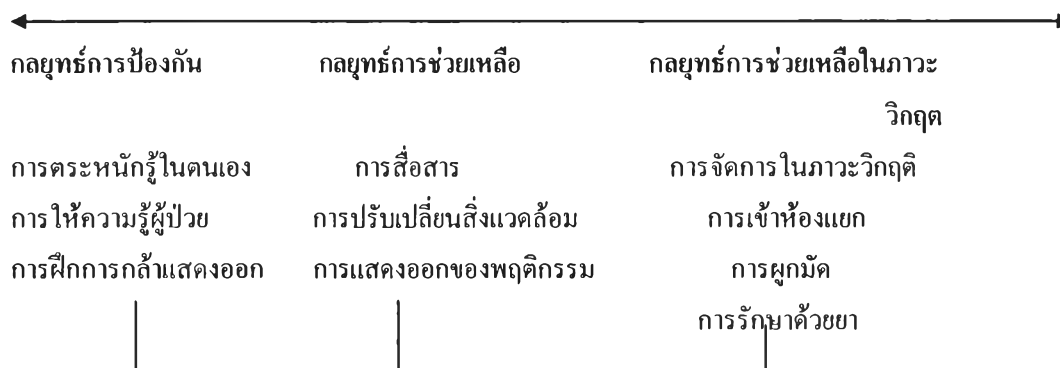 กลยุทธ์การป้องกัน กลยุทธ์การช่วยเหลือ กลยุทธ์การช่วยเหลือในภาวะ
วิกฤต
การตระหนักรู้ในตนเอง การสื่อสาร การจัดการในภาวะวิกฤติ
การให้ความรู้ผู้ป่วย การปรับเปลี่ยนสิ่งแวดล้อม การเข้าห้องแยก
การฝึกการกล้าแสดงออก การแสดงออกของพฤติกรรม การผูกมัด
การรักษาด้วยยา